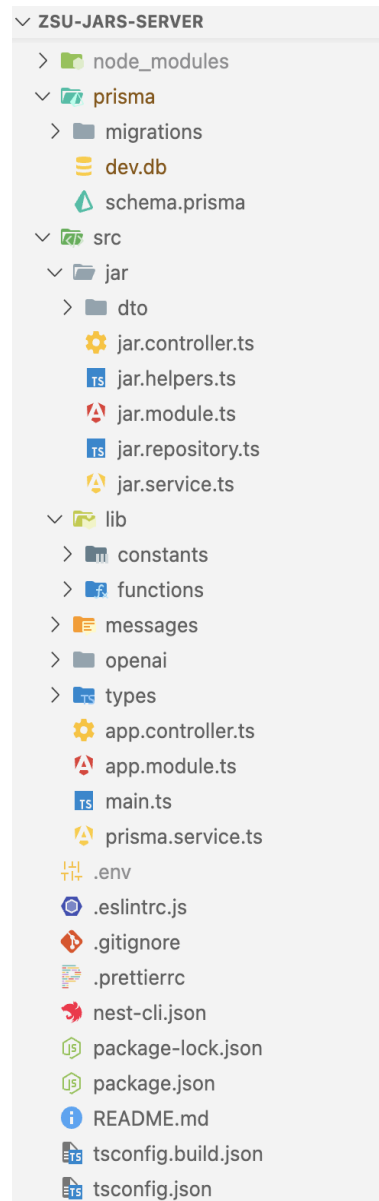 ZSU-JARS-SERVER
node_modules
prisma
migrations
dev.db
schema.prisma
src
jar
dto
jar.controller.ts
jar.helpers.ts
jar.module.ts
jar.repository.ts
jar.service.ts
lib
constants
functions
messages
openai
types
app.controller.ts
app.module.ts
main.ts
prisma.service.ts
.env
.eslintrc.js
.gitignore
.prettierrc
nest-cli.json
package-lock.json
package.json
README.md
tsconfig.build.json
tsconfig.json